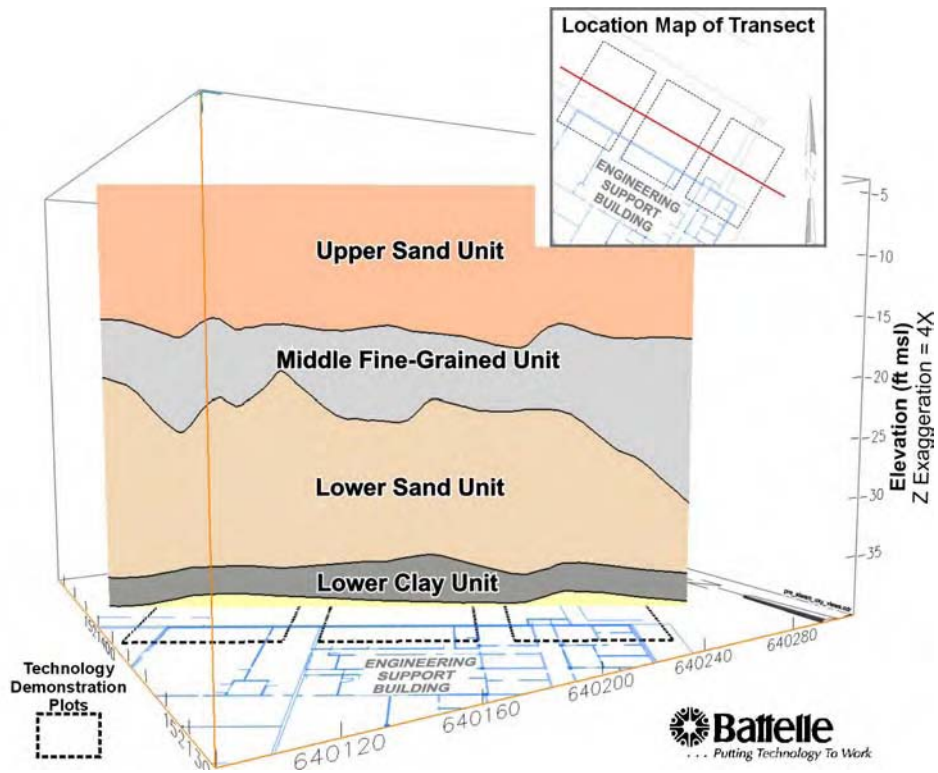 Location Map of Transect
N
ENGINEERING
SUPPORT
BUILDING
Upper Sand Unit
Middle Fine-Grained Unit
Lower Sand Unit
Lower Clay Unit
-5
-10
-15
-20
-25
30
35
Elevation (ft msl)
Z Exaggeration = 4X
ENGINEERING
SUPPORT
BUILDING
Technology
Demonstration
Plots
152130
640120
640160
640200
640240
640280
Battelle
... Putting Technology To Work